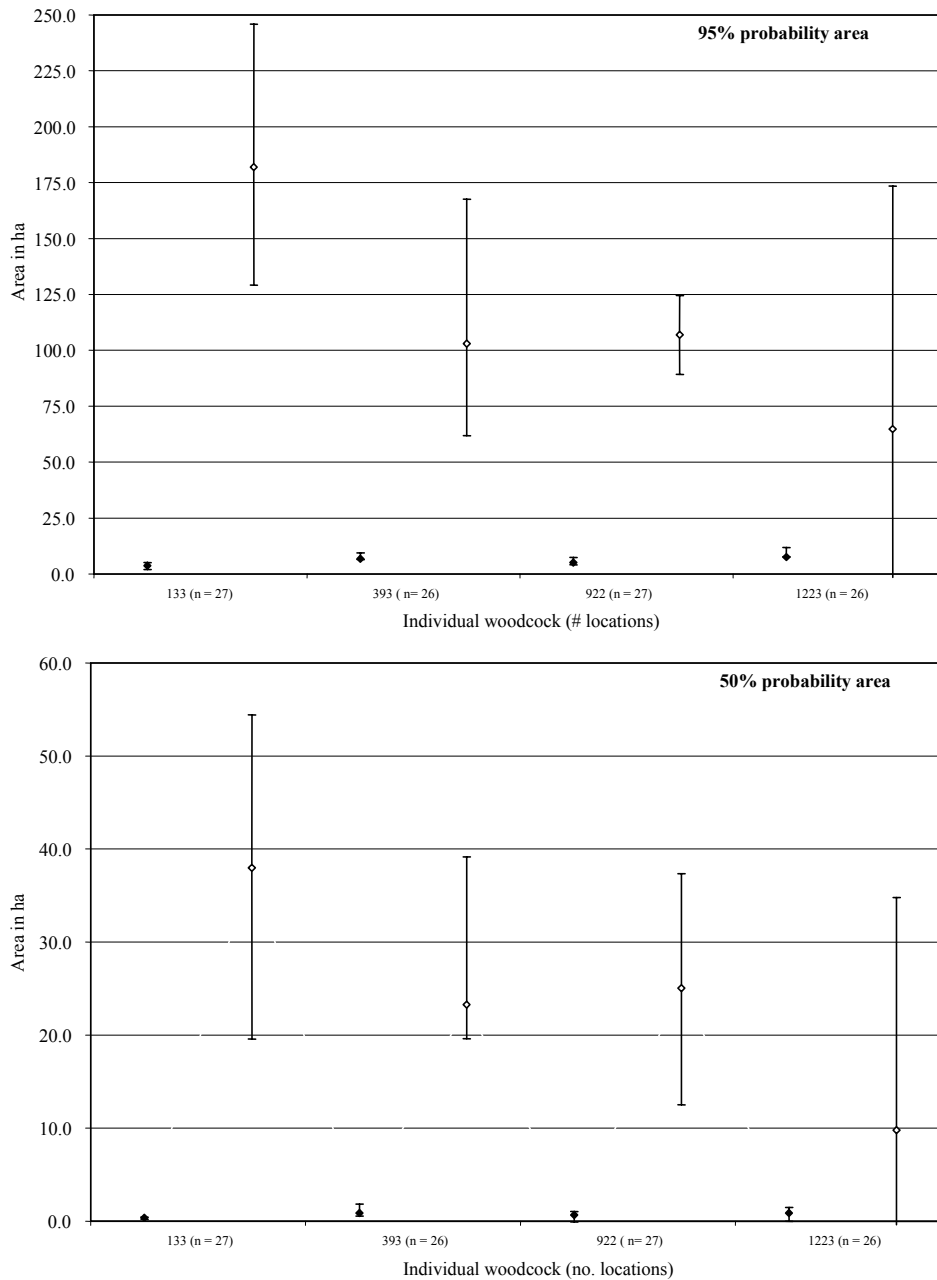 250.0
95% probability area
225.0
200.0
175.0
150.0
125.0
100.0
75.0
50.0
25.0
0.0
Area in ha
133 (n = 27) 393 ( n = 26) 922 (n = 27) 1223 (n = 26)
Individual woodcock (# locations)
60.0
50% probability area
50.0
40.0
30.0
20.0
10.0
0.0
Area in ha
133 (n = 27) 393 (n = 26) 922 ( n= 27) 1223 (n = 26)
Individual woodcock (no. locations)